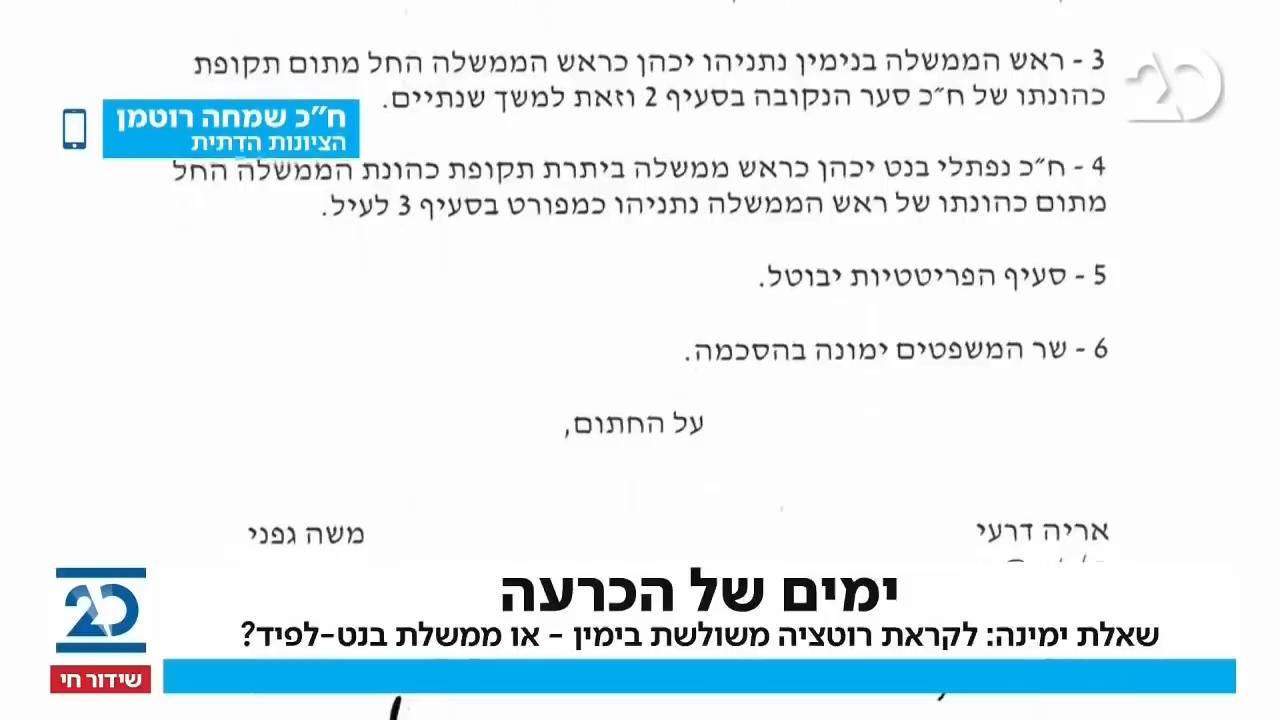 3 - ראש הממשלה בנימין נתניהו יכהן כראש הממשלה החל מתום תקופת
כהונתו של ח״כ סער הנקובה בסעיף 2 וזאת למשך שנתיים.
20
ח״כ שמחה רוטמן
הציונות הדתית
4 - ח״כ נפתלי בנט יכהן כראש ממשלה ביתרת תקופת כהונת הממשלה החל
מתום כהונתו של ראש הממשלה נתניהו כמפורט בסעיף 3 לעיל.
5 - סעיף הפריטטיות יבוטל.
6 - שר המשפטים ימונה בהסכמה.
על החתום,
אריה דרעי
משה גפני
ימים של הכרעה
שאלת ימינה: לקראת רוטציה משולשת בימין - או ממשלת בנט-לפיד?
20
שידור חי